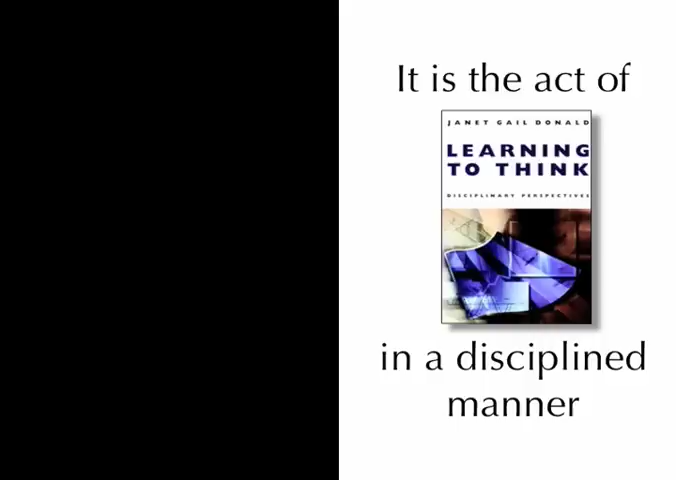 It is the act of
JANET GAIL DONALD
LEARNING
TO THINK
DISCIPLINARY PERSPECTIVES
in a disciplined
manner